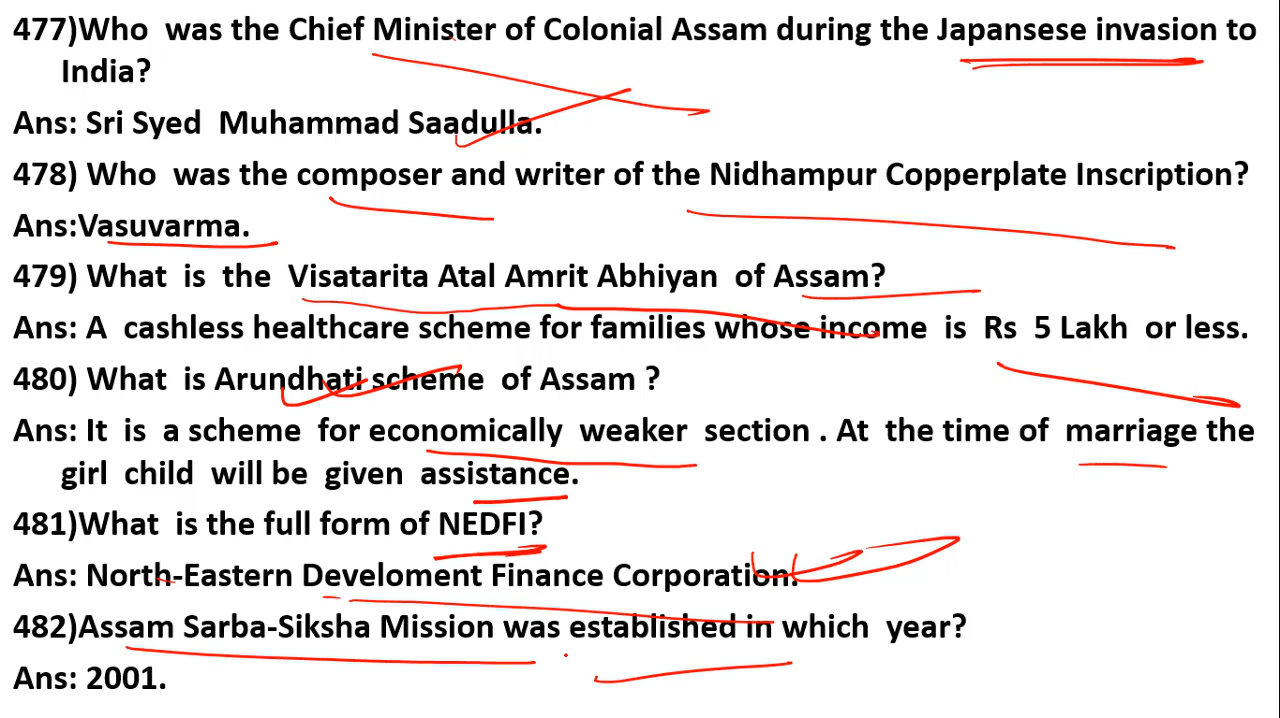 477)Who was the Chief Minister of Colonial Assam during the Japansese invasion to
India?
Ans: Sri Syed Muhammad Saadulla.
478) Who was the composer and writer of the Nidhampur Copperplate Inscription?
Ans:Vasuvarma.
479) What is the Visatarita Atal Amrit Abhiyan of Assam?
Ans: A cashless healthcare scheme for families whose income is Rs 5 Lakh or less.
480) What is Arundhati scheme of Assam ?
Ans: It is a scheme for economically weaker section . At the time of marriage the
girl child will be given assistance.
481)What is the full form of NEDFI?
Ans: North-Eastern Develoment Finance Corporation.
482)Assam Sarba-Siksha Mission was established in which year?
Ans: 2001.